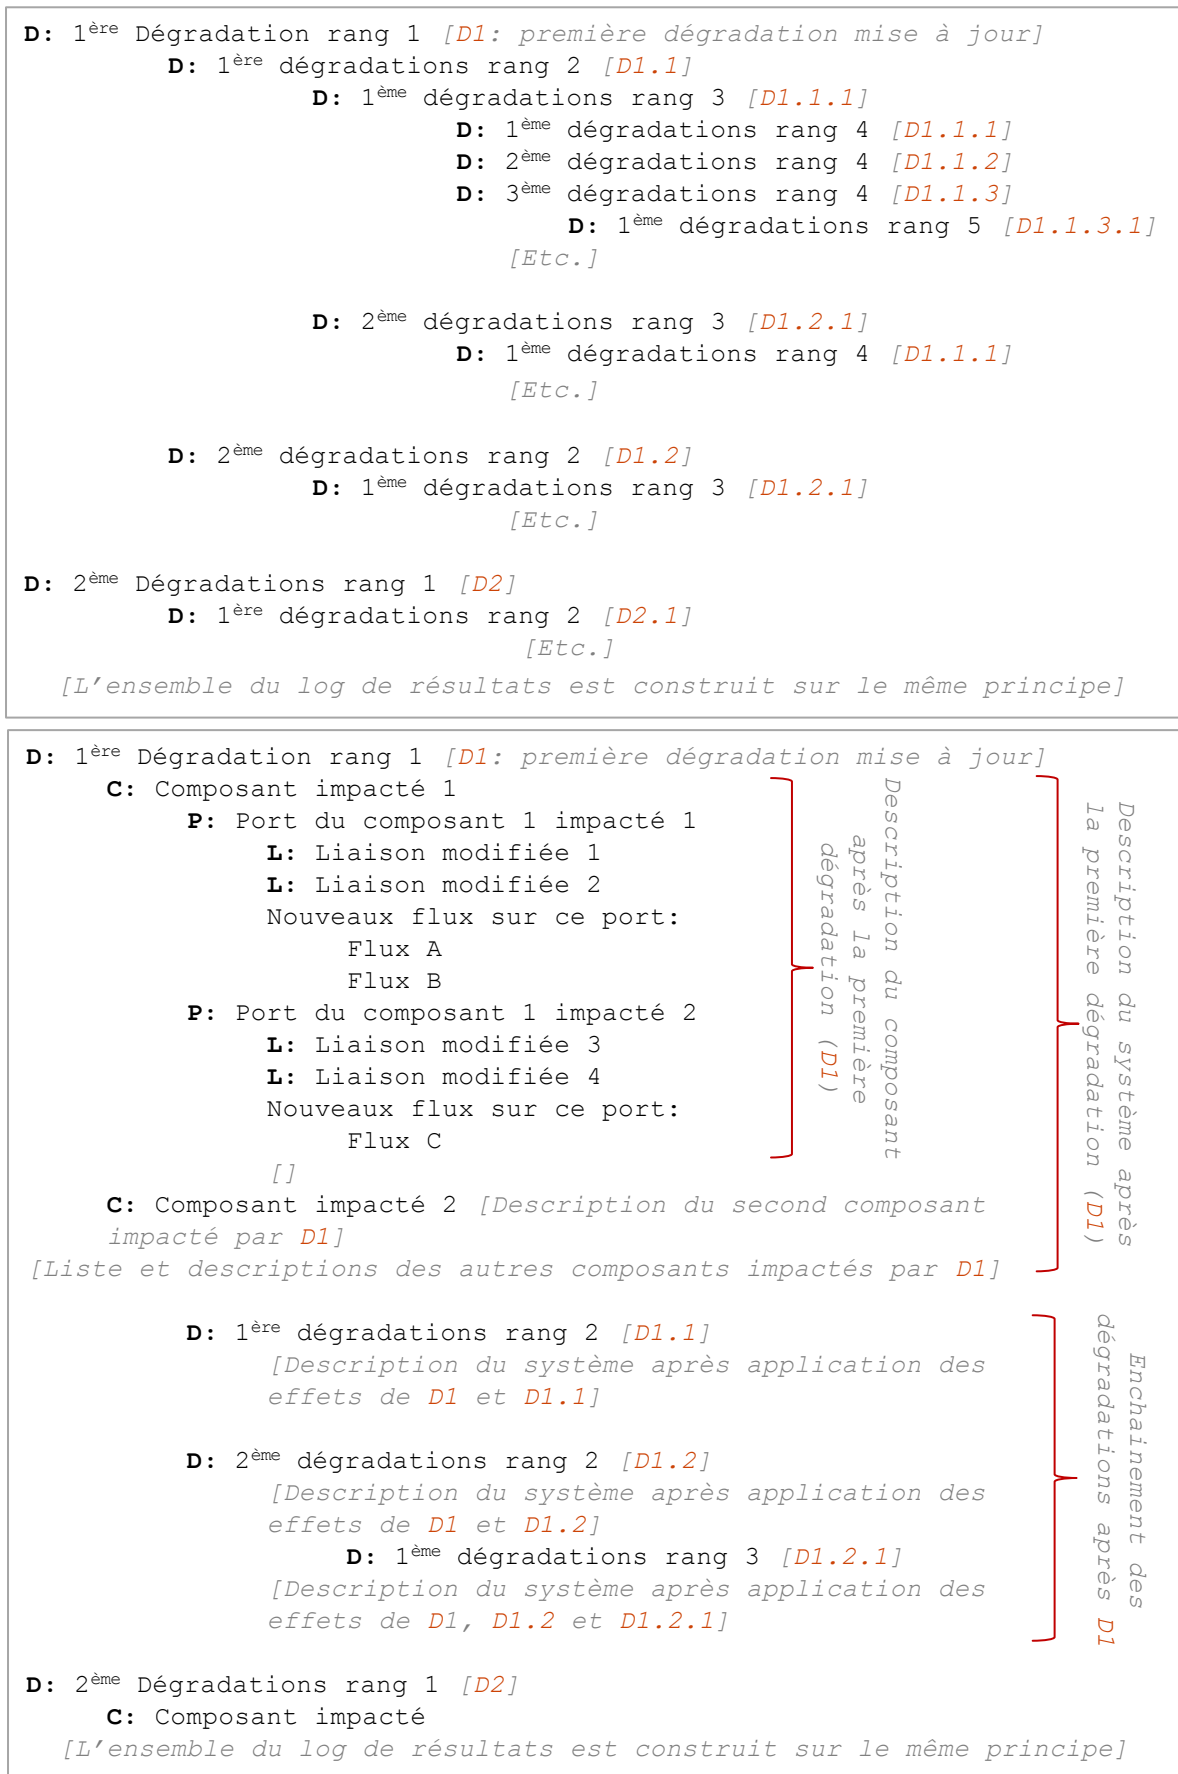 D: 1ère Dégradation rang 1 [D1: première dégradation mise à jour]
D: 1ère dégradations rang 2 [D1.1]
D: 1ème dégradations rang 3 [D1.1.1]
D: 1ème dégradations rang 4 [D1.1.1]
D: 2ème dégradations rang 4 [D1.1.2]
D: 3ème dégradations rang 4 [D1.1.3]
D: 1ème dégradations rang 5 [D1.1.3.1]
[Etc.]
D: 2ème dégradations rang 3 [D1.2.1]
D: 1ème dégradations rang 4 [D1.1.1]
[Etc.]
D: 2ème dégradations rang 2 [D1.2]
D: 1ème dégradations rang 3 [D1.2.1]
[Etc.]
D: 2ème Dégradations rang 1 [D2]
D: 1ère dégradations rang 2 [D2.1]
[Etc.]
[L’ensemble du log de résultats est construit sur le même principe]
D: 1ère Dégradation rang 1 [D1: première dégradation mise à jour]
C: Composant impacté 1
P: Port du composant 1 impacté 1
L: Liaison modifiée 1
L: Liaison modifiée 2
Nouveaux flux sur ce port:
Flux A
Flux B
P: Port du composant 1 impacté 2
L: Liaison modifiée 3
L: Liaison modifiée 4
Nouveaux flux sur ce port:
Flux C
[]
C: Composant impacté 2 [Description du second composant
impacté par D1]
[Liste et descriptions des autres composants impactés par D1]
Description du composant
après la première
dégradation (D1)
Description du système après
la première dégradation (D1)
D: 1ère dégradations rang 2 [D1.1]
[Description du système après application des
effets de D1 et D1.1]
D: 2ème dégradations rang 2 [D1.2]
[Description du système après application des
effets de D1 et D1.2]
D: 1ème dégradations rang 3 [D1.2.1]
[Description du système après application des
effets de D1, D1.2 et D1.2.1]
Enchainement des
dégradations après D1
D: 2ème Dégradations rang 1 [D2]
C: Composant impacté
[L’ensemble du log de résultats est construit sur le même principe]